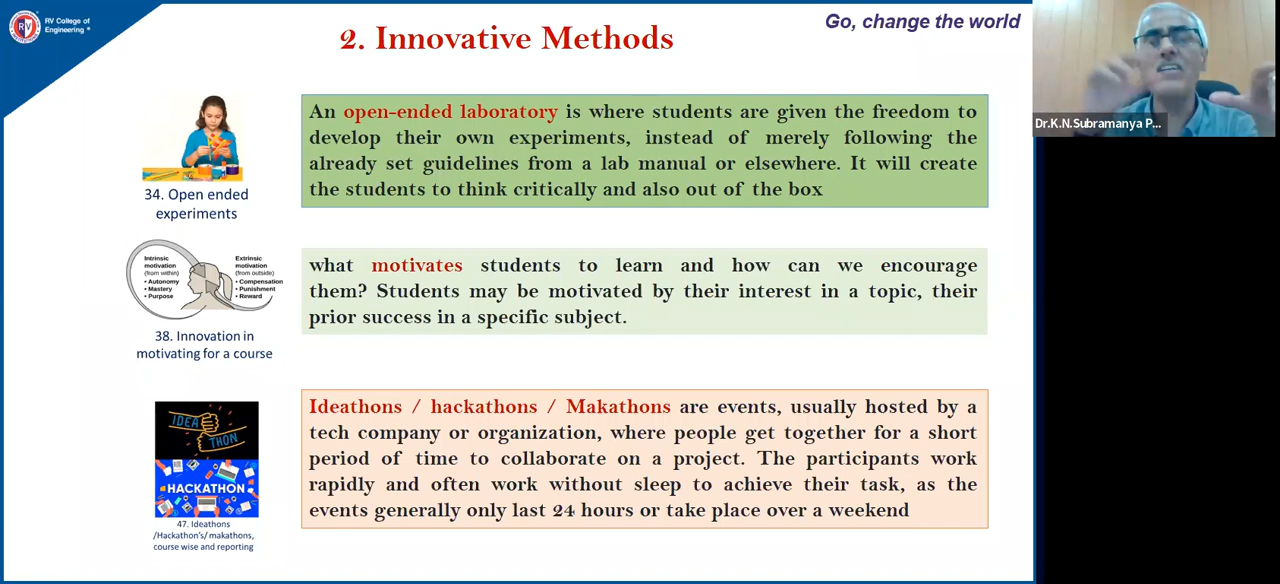 RV College of
Engineering ®
Go, change the world
2. Innovative Methods
An open-ended laboratory is where students are given the freedom to
develop their own experiments, instead of merely following the
already set guidelines from a lab manual or elsewhere. It will create
the students to think critically and also out of the box
34. Open ended
experiments
Intrinsic
motivation
(from within)
• Autonomy
• Mastery
• Purpose
Extrinsic
motivation
(from outside)
• Compensation
• Punishment
• Reward
38. Innovation in
motivating for a course
what motivates students to learn and how can we encourage
them? Students may be motivated by their interest in a topic, their
prior success in a specific subject.
IDEA
THON
HACKATHON
47. Ideathons
/Hackathon's/ makathons,
course wise and reporting
Ideathons / hackathons / Makathons are events, usually hosted by a
tech company or organization, where people get together for a short
period of time to collaborate on a project. The participants work
rapidly and often work without sleep to achieve their task, as the
events generally only last 24 hours or take place over a weekend
Dr.K.N.Subramanya P...